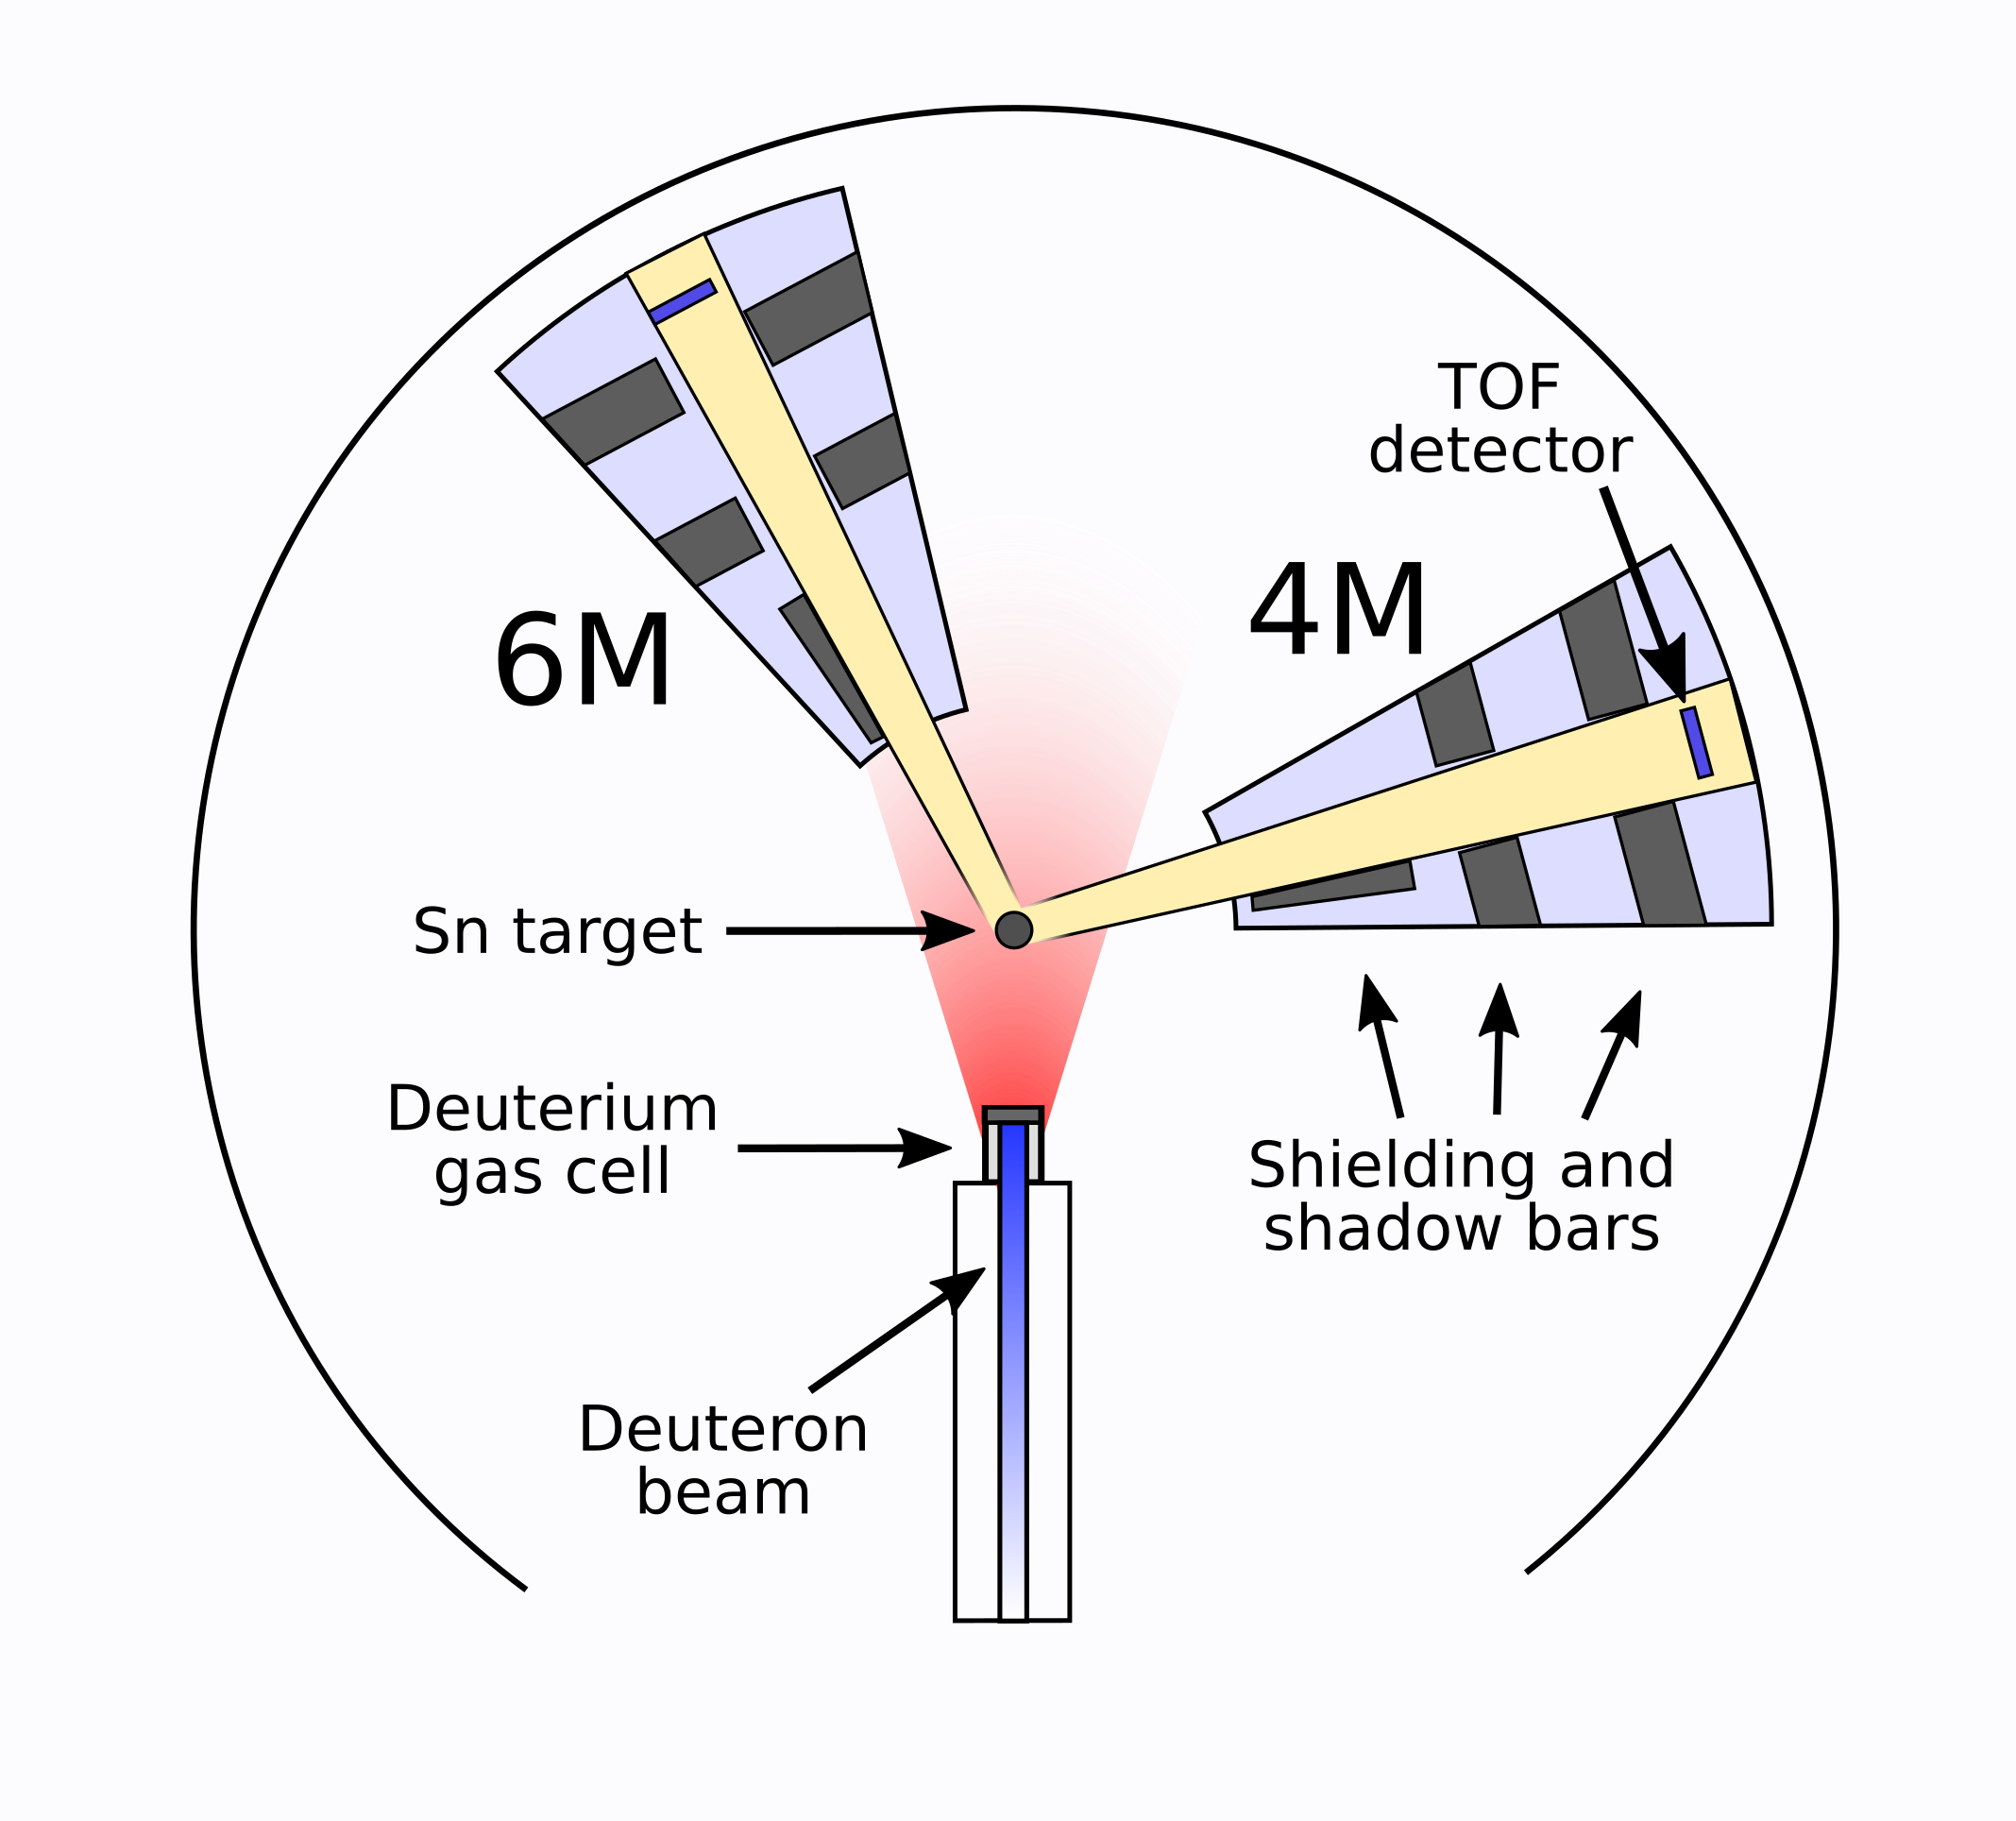 TOF
detector
4M
6M
Sn target
Deuterium
gas cell
Shielding and
shadow bars
Deuteron
beam